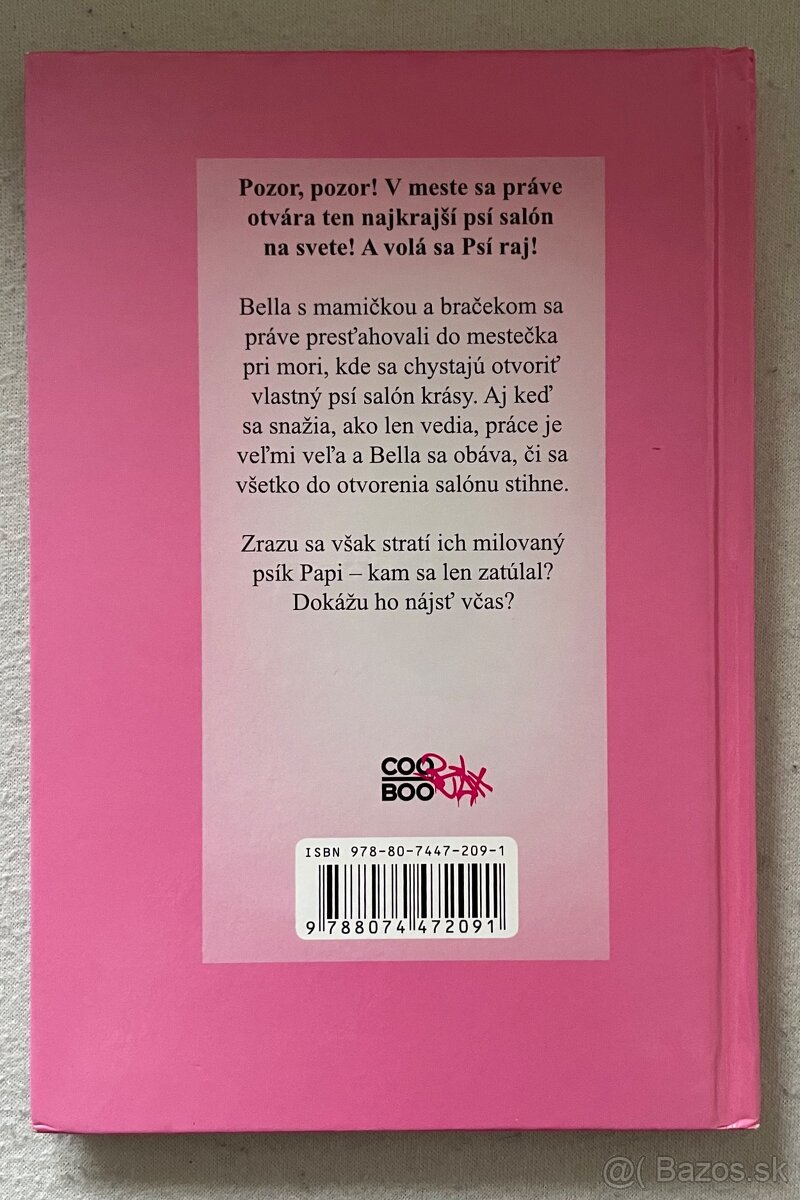 Pozor, pozor! V meste sa práve
otvára ten najkrajší psí salón
na svete! A volá sa Psí raj!
Bella s mamičkou a bračekom sa
práve presťahovali do mestečka
pri mori, kde sa chystajú otvoriť
vlastný psí salón krásy. Aj keď
sa snažia, ako len vedia, práce je
veľmi veľa a Bella sa obáva, či sa
všetko do otvorenia salónu stihne.
Zrazu sa však stratí ich milovaný
psík Papi – kam sa len zatúlal?
Dokážu ho nájsť včas?
COO
BOO
ISBN 978-80-7447-209-1
9 788074 472091
@( Bazos.sk